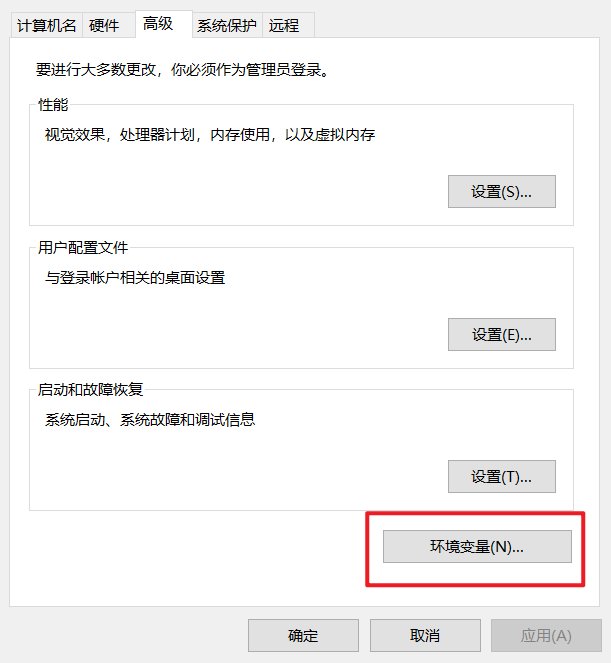 计算机名 硬件 高级 系统保护 远程
要进行大多数更改，你必须作为管理员登录。
性能
视觉效果，处理器计划，内存使用，以及虚拟内存
设置(S)...
用户配置文件
与登录帐户相关的桌面设置
设置(E)...
启动和故障恢复
系统启动、系统故障和调试信息
设置(T)...
环境变量(N)...
确定 取消 应用(A)